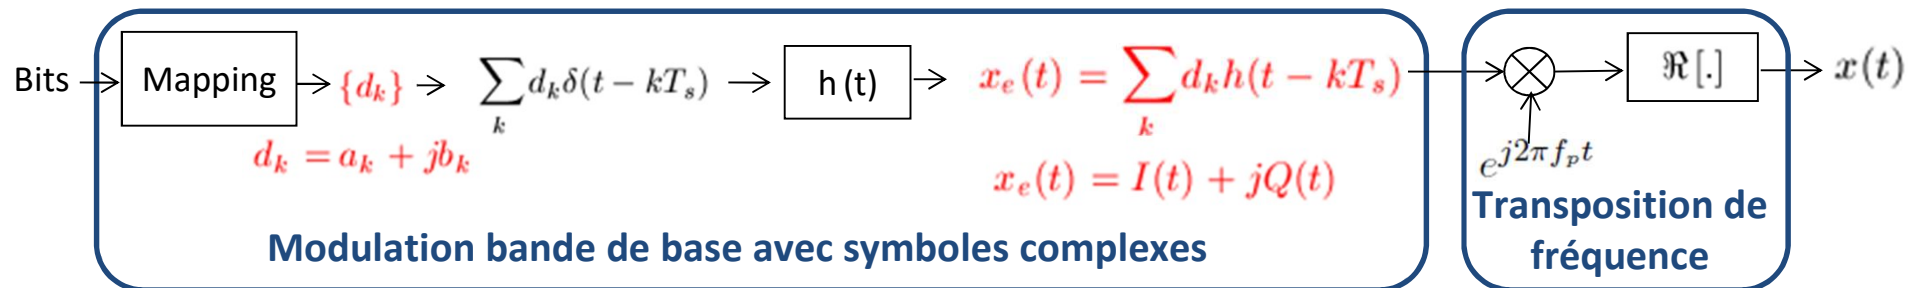 Bits → Mapping → {d_k} → ∑_k d_k δ(t − kT_s) → h (t) → x_e(t) = ∑_k d_k h(t − kT_s) → ⊗ → ℜ[.] → x(t)
d_k = a_k + jb_k
x_e(t) = I(t) + jQ(t)
e^{j2πf_p t}
Modulation bande de base avec symboles complexes
Transposition de
fréquence